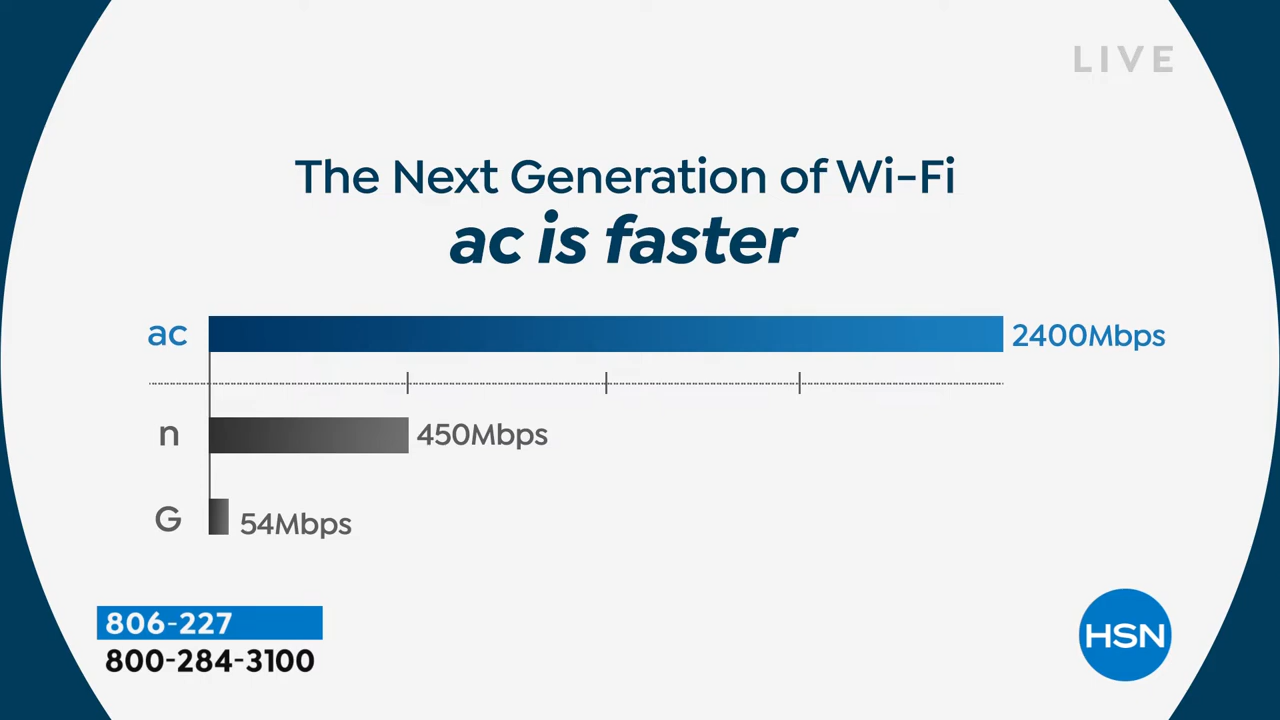 LIVE
The Next Generation of Wi-Fi
ac is faster
ac 2400Mbps
n 450Mbps
G 54Mbps
806-227
800-284-3100
HSN